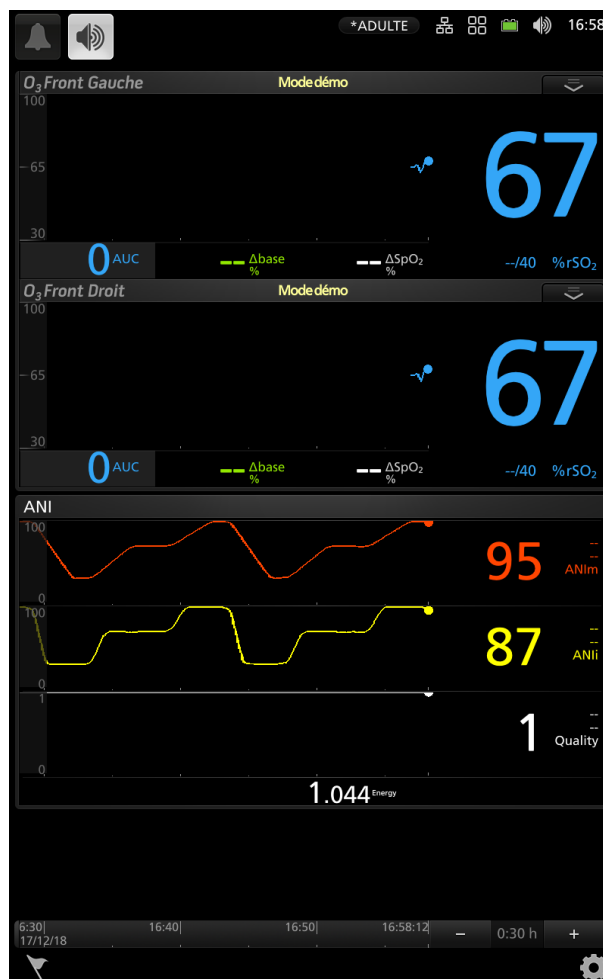 *ADULTE 16:58
O3 Front Gauche Mode démo
100
65
30
67
0 AUC -- Δbase % -- ΔSpO2 % --/40 %rSO2
O3 Front Droit Mode démo
100
65
30
67
0 AUC -- Δbase % -- ΔSpO2 % --/40 %rSO2
ANI
100
0
95 -- -- ANIm
100
0
87 -- -- ANIi
1
0
1 -- -- Quality
1.044 Energy
6:30 16:40 16:50 16:58:12 − 0:30 h +
17/12/18